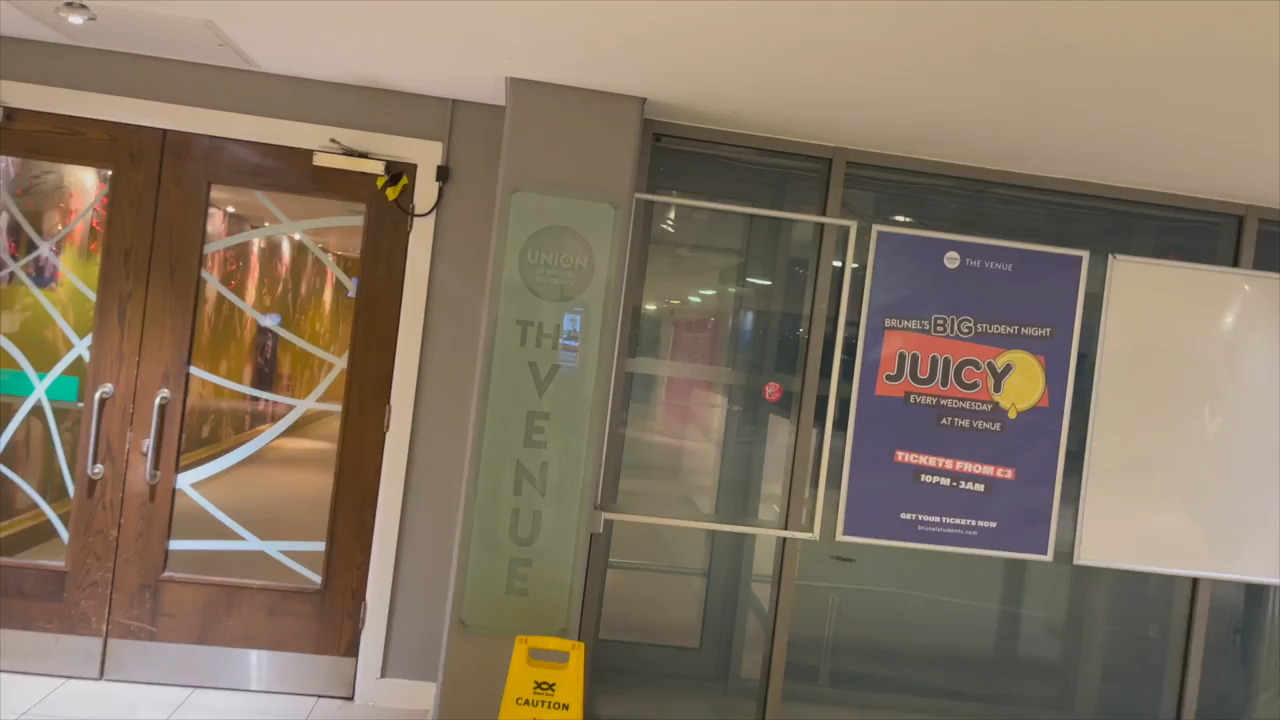 UNION
OF BRUNEL
STUDENTS
THE VENUE
THE VENUE
BRUNEL'S BIG STUDENT NIGHT
JUICY
EVERY WEDNESDAY
AT THE VENUE
TICKETS FROM £3
10PM - 3AM
GET YOUR TICKETS NOW
brunelstudents.com
CAUTION